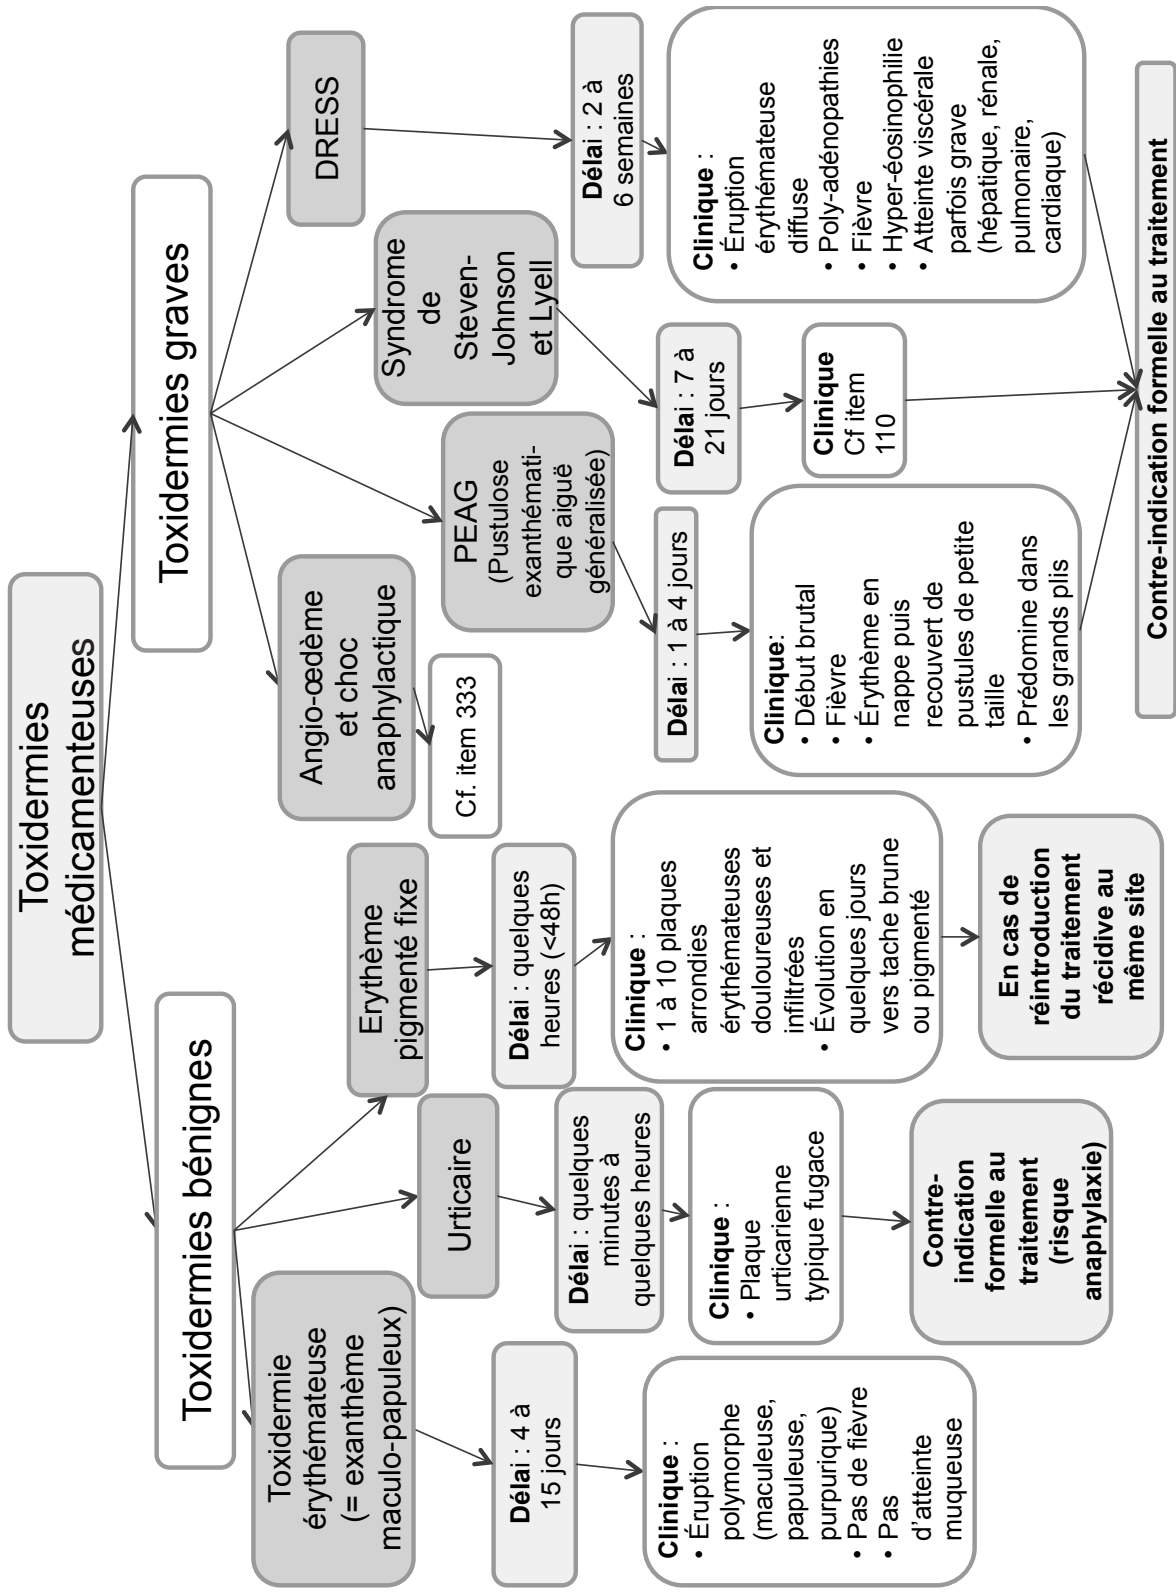 Toxidermies
médicamenteuses
Toxidermies bénignes
Toxidermies graves
Toxidermie
érythémateuse
(= exanthème
maculo-papuleux)
Délai : 4 à
15 jours
Clinique :
• Éruption
polymorphe
(maculeuse,
papuleuse,
purpurique)
• Pas de fièvre
• Pas
d’atteinte
muqueuse
Urticaire
Délai : quelques
minutes à
quelques heures
Clinique :
• Plaque
urticarienne
typique fugace
Contre-
indication
formelle au
traitement
(risque
anaphylaxie)
Erythème
pigmenté fixe
Délai : quelques
heures (<48h)
Clinique :
• 1 à 10 plaques
arrondies
érythémateuses
douloureuses et
infiltrées
• Évolution en
quelques jours
vers tache brune
ou pigmenté
En cas de
réintroduction
du traitement
récidive au
même site
Angio-œdème
et choc
anaphylactique
Cf. item 333
PEAG
(Pustulose
exanthémati-
que aiguë
généralisée)
Délai : 1 à 4 jours
Clinique:
• Début brutal
• Fièvre
• Érythème en
nappe puis
recouvert de
pustules de petite
taille
• Prédomine dans
les grands plis
Syndrome
de
Steven-
Johnson
et Lyell
Délai : 7 à
21 jours
Clinique
Cf item
110
DRESS
Délai : 2 à
6 semaines
Clinique :
• Éruption
érythémateuse
diffuse
• Poly-adénopathies
• Fièvre
• Hyper-éosinophilie
• Atteinte viscérale
parfois grave
(hépatique, rénale,
pulmonaire,
cardiaque)
Contre-indication formelle au traitement